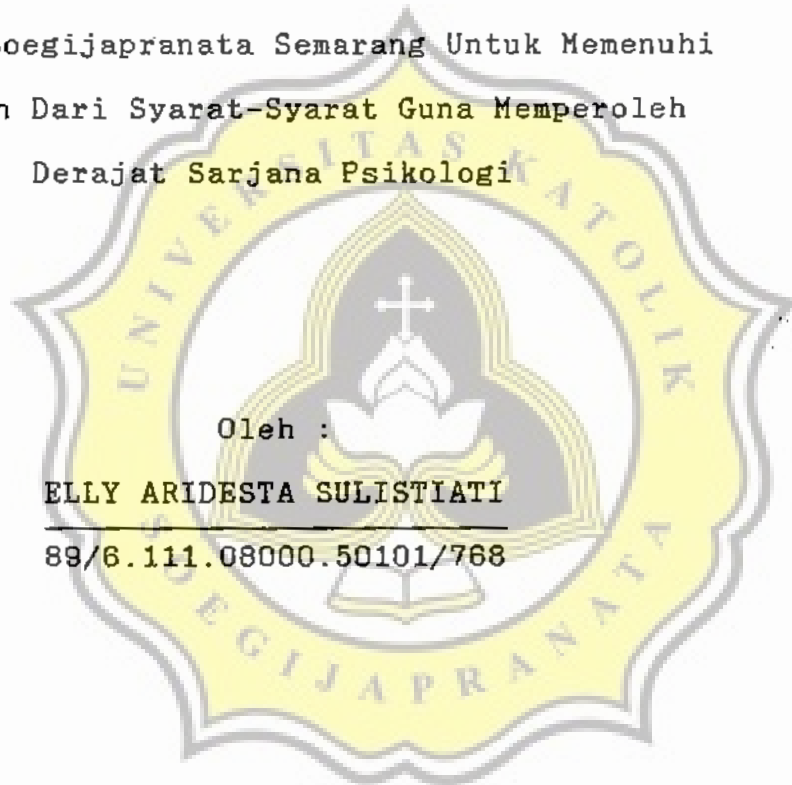 oegijapranata Semarang Untuk Memenuhi
n Dari Syarat-Syarat Guna Memperoleh
Derajat Sarjana Psikologi
Oleh :
ELLY ARIDESTA SULISTIATI
89/6.111.08000.50101/768
UNIVERSITAS KATOLIK
SOEGIJAPRANATA